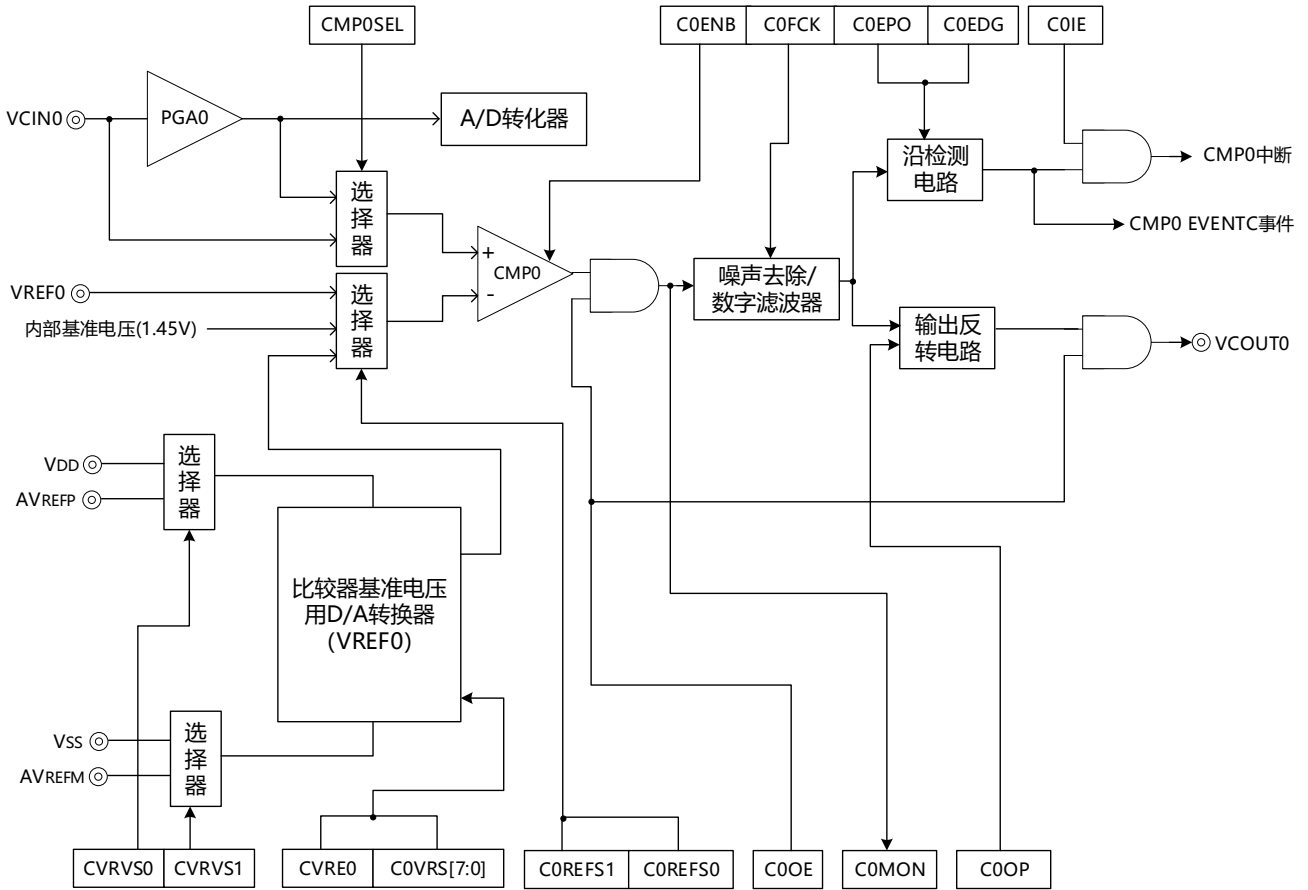 CMP0SEL
C0ENB
C0FCK
C0EPO
C0EDG
C0IE
VCIN0
PGA0
A/D转化器
沿检测
电路
CMP0中断
CMP0 EVENTC事件
选
择
器
+
CMP0
-
噪声去除/
数字滤波器
VREF0
内部基准电压(1.45V)
选
择
器
输出反
转电路
VCOUT0
VDD
AVREFP
选
择
器
比较器基准电压
用D/A转换器
(VREF0)
VSS
AVREFM
选
择
器
CVRVS0
CVRVS1
CVRE0
C0VRS[7:0]
C0REFS1
C0REFS0
C0OE
C0MON
C0OP